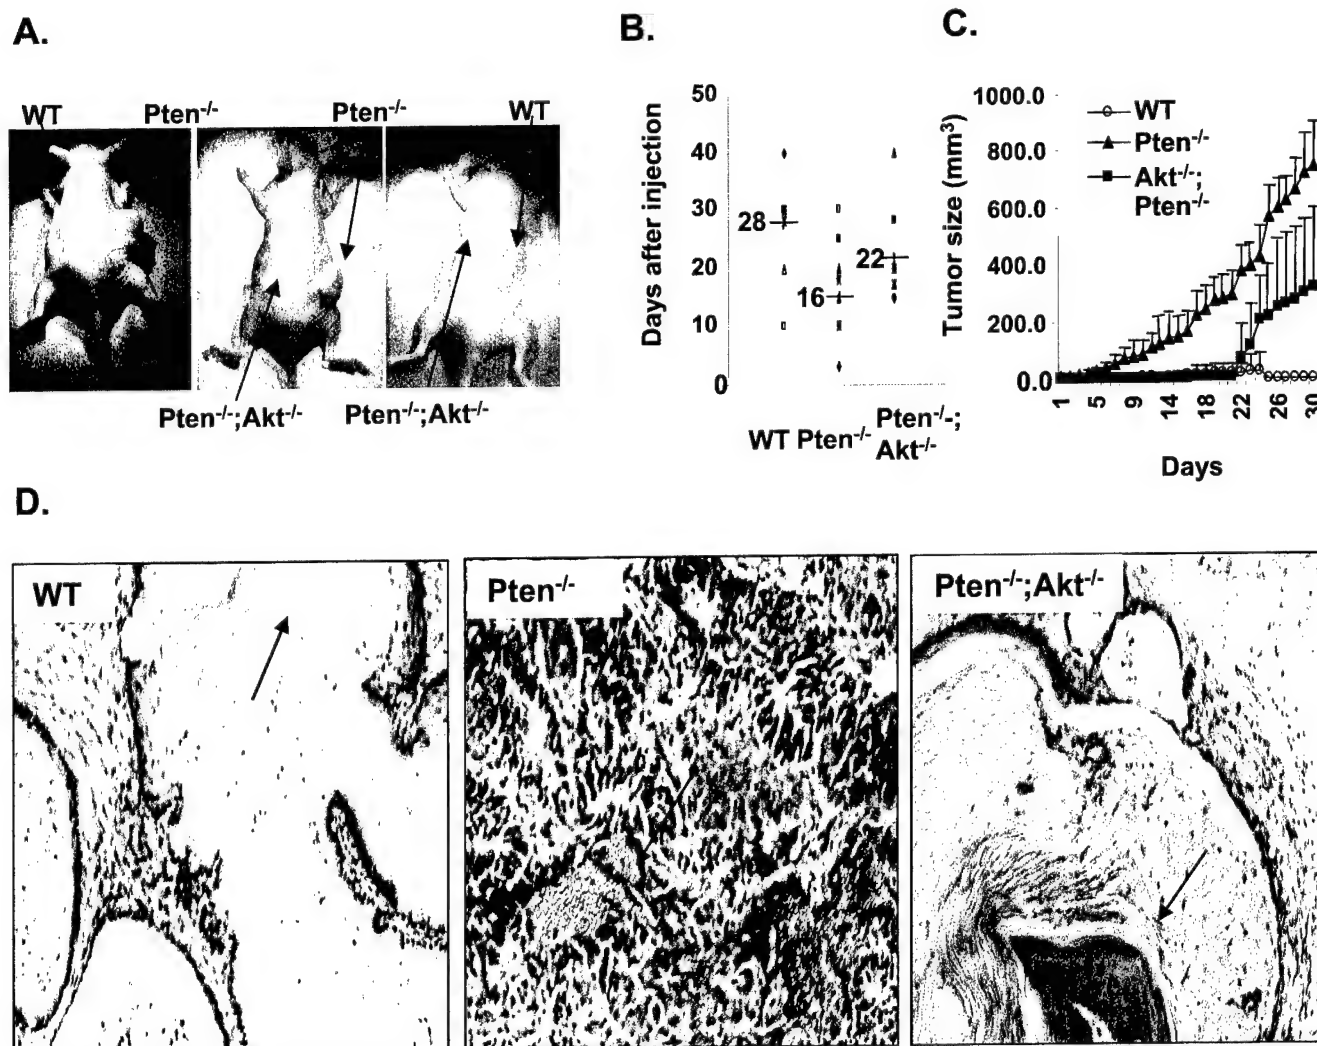 A.
WT Pten-/- Pten-/- WT
Pten-/-;Akt-/- Pten-/-;Akt-/-
B.
Days after injection
50
40
30
20
10
0
28
16
22
WT Pten-/- Pten-/-;
Akt-/-
C.
Tumor size (mm³)
1000.0
800.0
600.0
400.0
200.0
0.0
WT
Pten-/-
Akt-/-;
Pten-/-
1 5 9 14 18 22 26 30
Days
D.
WT
Pten-/-
Pten-/-;Akt-/-